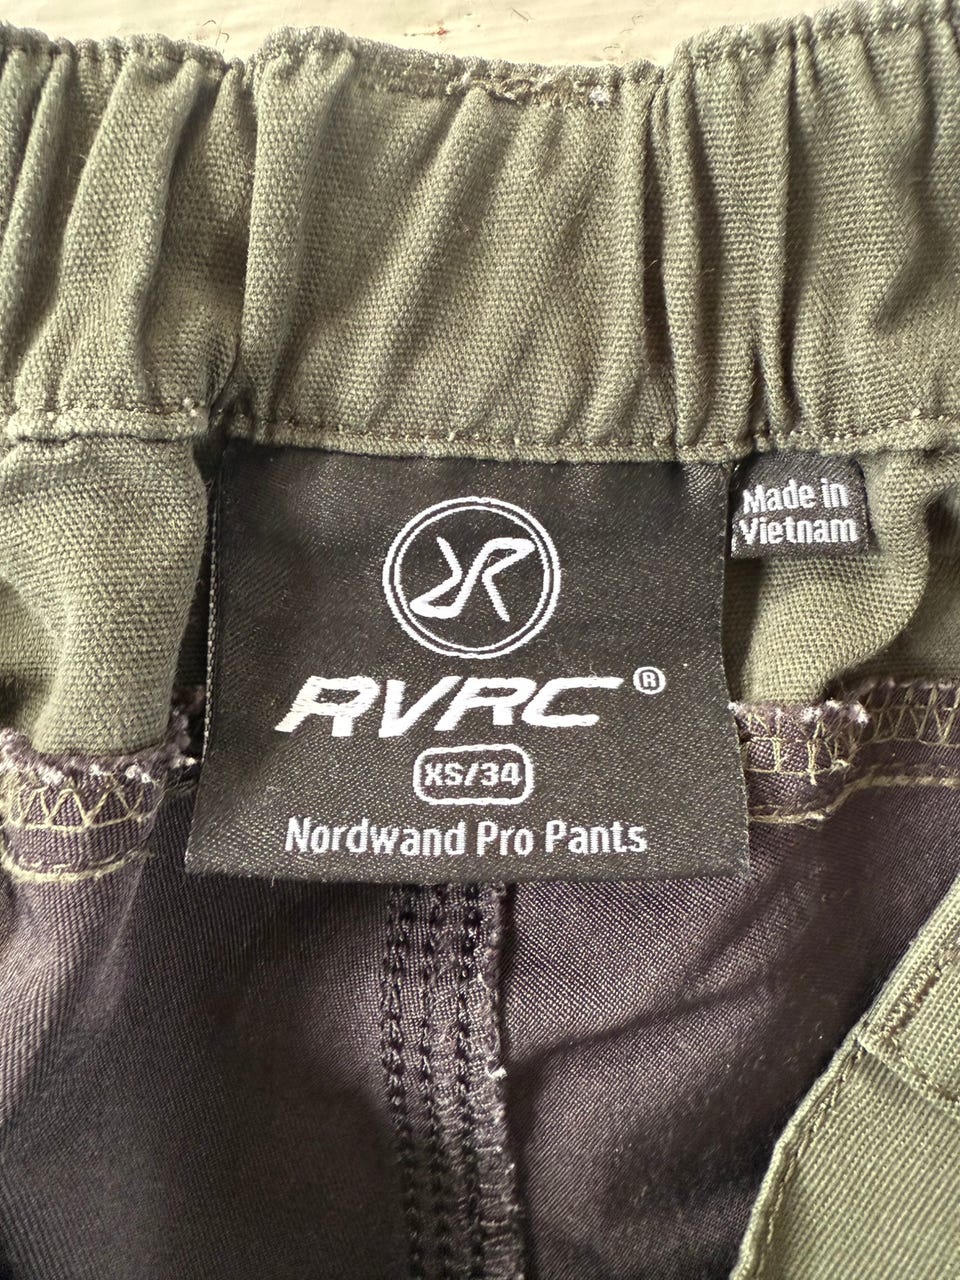 RVRC®
XS/34
Nordwand Pro Pants
Made in
Vietnam